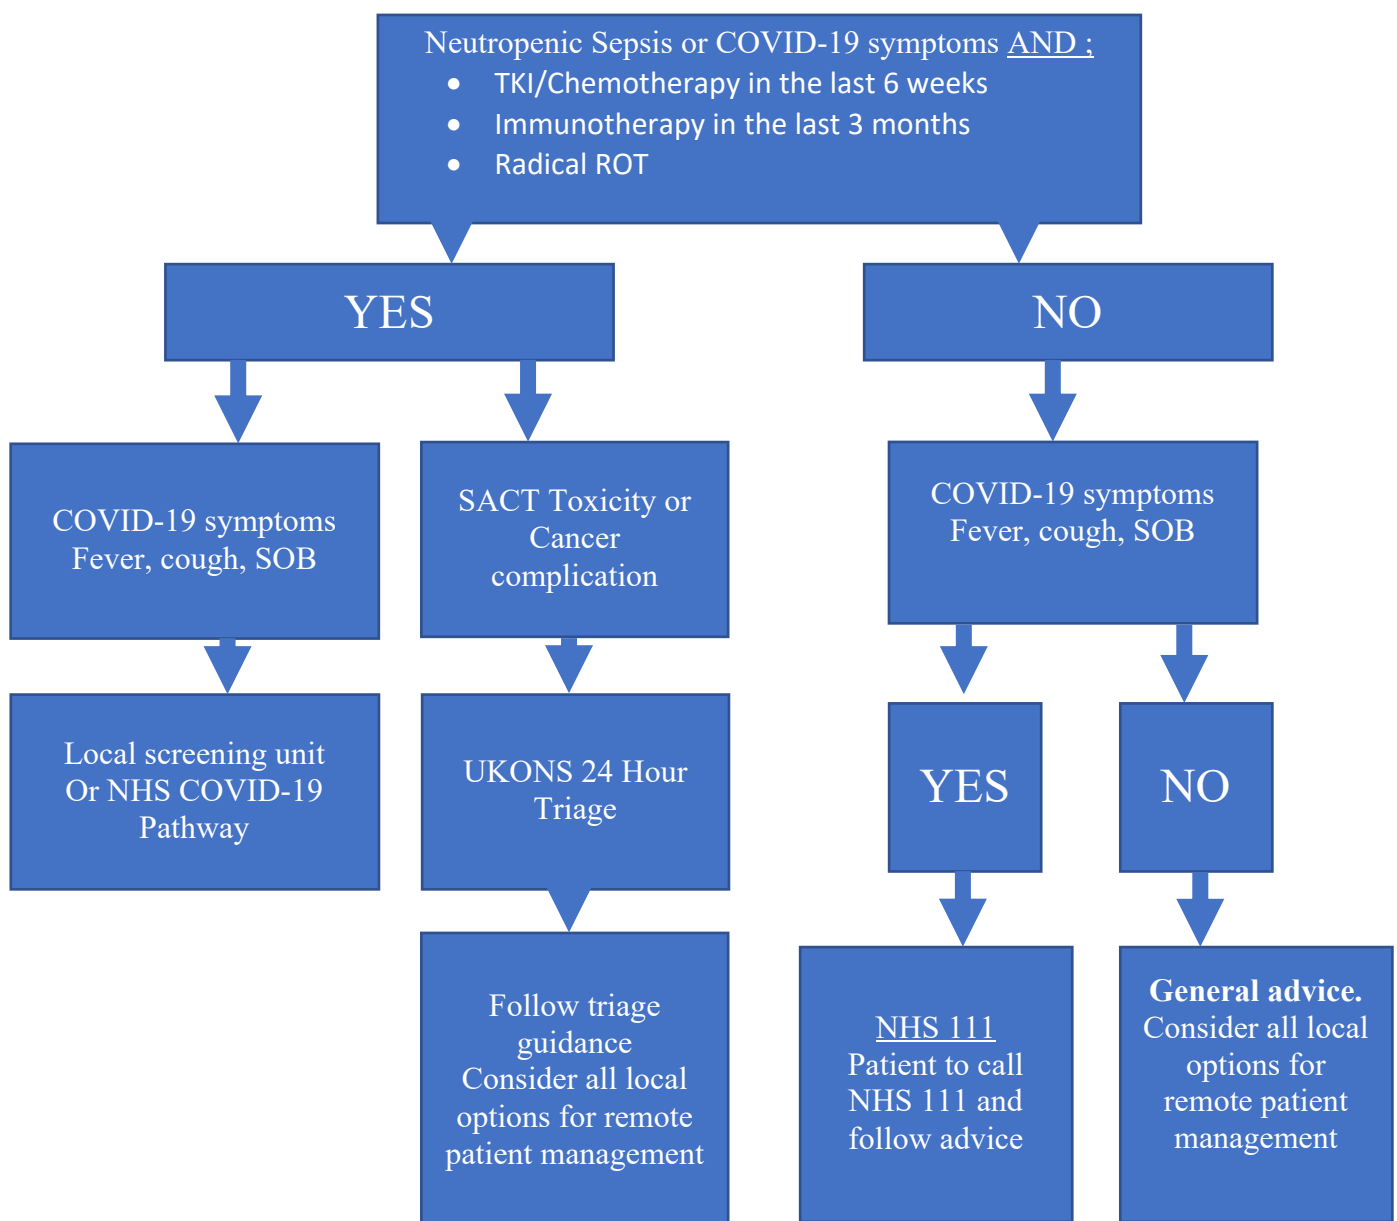 Neutropenic Sepsis or COVID-19 symptoms AND ;
• TKI/Chemotherapy in the last 6 weeks
• Immunotherapy in the last 3 months
• Radical ROT
YES
NO
COVID-19 symptoms
Fever, cough, SOB
SACT Toxicity or
Cancer
complication
COVID-19 symptoms
Fever, cough, SOB
Local screening unit
Or NHS COVID-19
Pathway
UKONS 24 Hour
Triage
YES
NO
Follow triage
guidance
Consider all local
options for remote
patient management
NHS 111
Patient to call
NHS 111 and
follow advice
General advice.
Consider all local
options for
remote patient
management